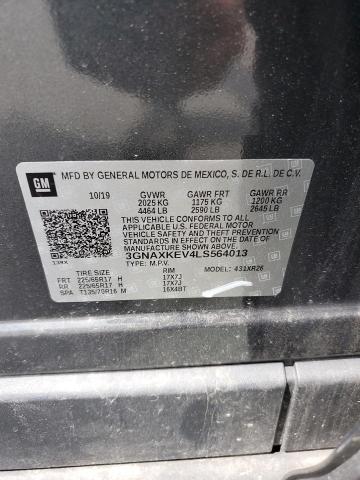 GM
MFD BY GENERAL MOTORS DE MEXICO, S. DE R.L. DE C.V.
10/19 GVWR GAWR FRT GAWR RR
2025 KG 1175 KG 1200 KG
4464 LB 2590 LB 2645 LB
THIS VEHICLE CONFORMS TO ALL
APPLICABLE U.S. FEDERAL MOTOR
VEHICLE SAFETY, BUMPER, AND THEFT
PREVENTION STANDARDS IN EFFECT ON
THE DATE OF MANUFACTURE SHOWN ABOVE.
3GNAXKEV4LS564013
TYPE: M.P.V. MODEL: 431XR26
TIRE SIZE RIM
FRT 225/65R17 H 17X7J
RR 225/65R17 H 17X7J
SPA T135/70R16 M 16X4BT